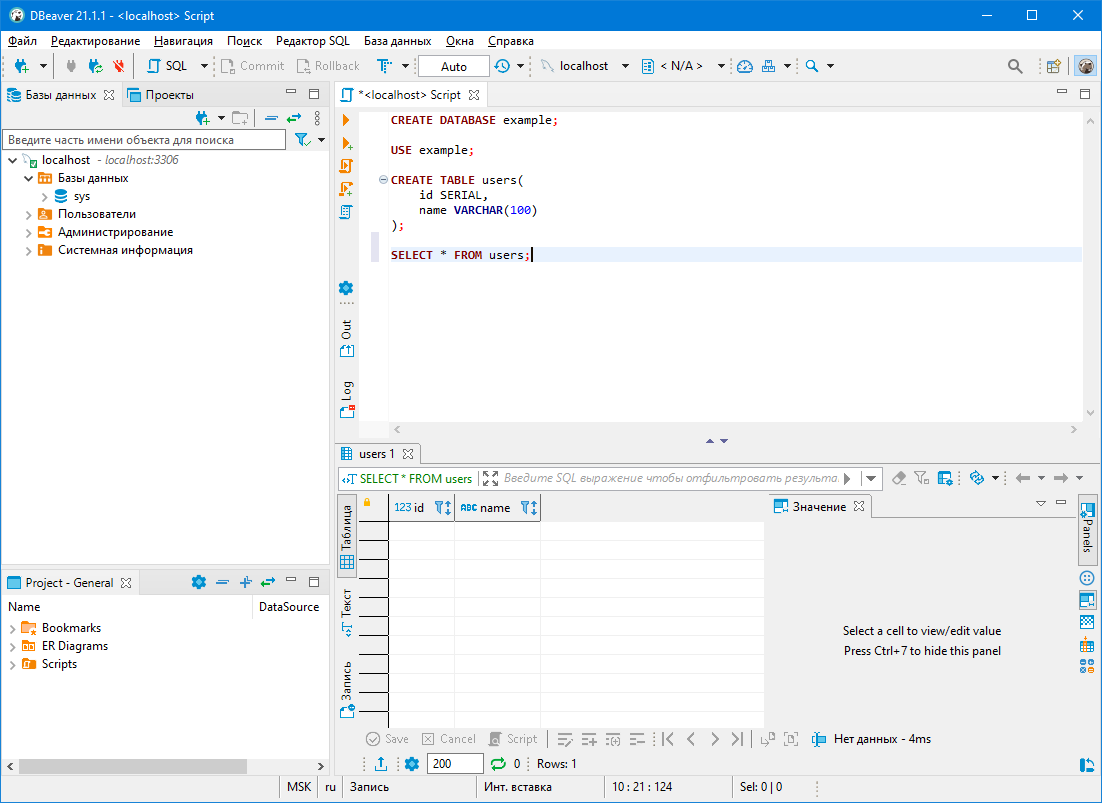 DBeaver 21.1.1 - <localhost> Script
Файл Редактирование Навигация Поиск Редактор SQL База данных Окна Справка
SQL Commit Rollback Auto localhost < N/A >
Базы данных Проекты
Введите часть имени объекта для поиска
localhost - localhost:3306
Базы данных
sys
Пользователи
Администрирование
Системная информация
*<localhost> Script
CREATE DATABASE example;
USE example;
CREATE TABLE users(
id SERIAL,
name VARCHAR(100)
);
SELECT * FROM users;
Out
Log
users 1
SELECT * FROM users Введите SQL выражение чтобы отфильтровать результа
Таблица
Текст
Запись
123 id ABC name
Значение
Panels
Select a cell to view/edit value
Press Ctrl+7 to hide this panel
Save Cancel Script Нет данных - 4ms
200 0 Rows: 1
Project - General
Name DataSource
Bookmarks
ER Diagrams
Scripts
MSK ru Запись Инт. вставка 10 : 21 : 124 Sel: 0 | 0